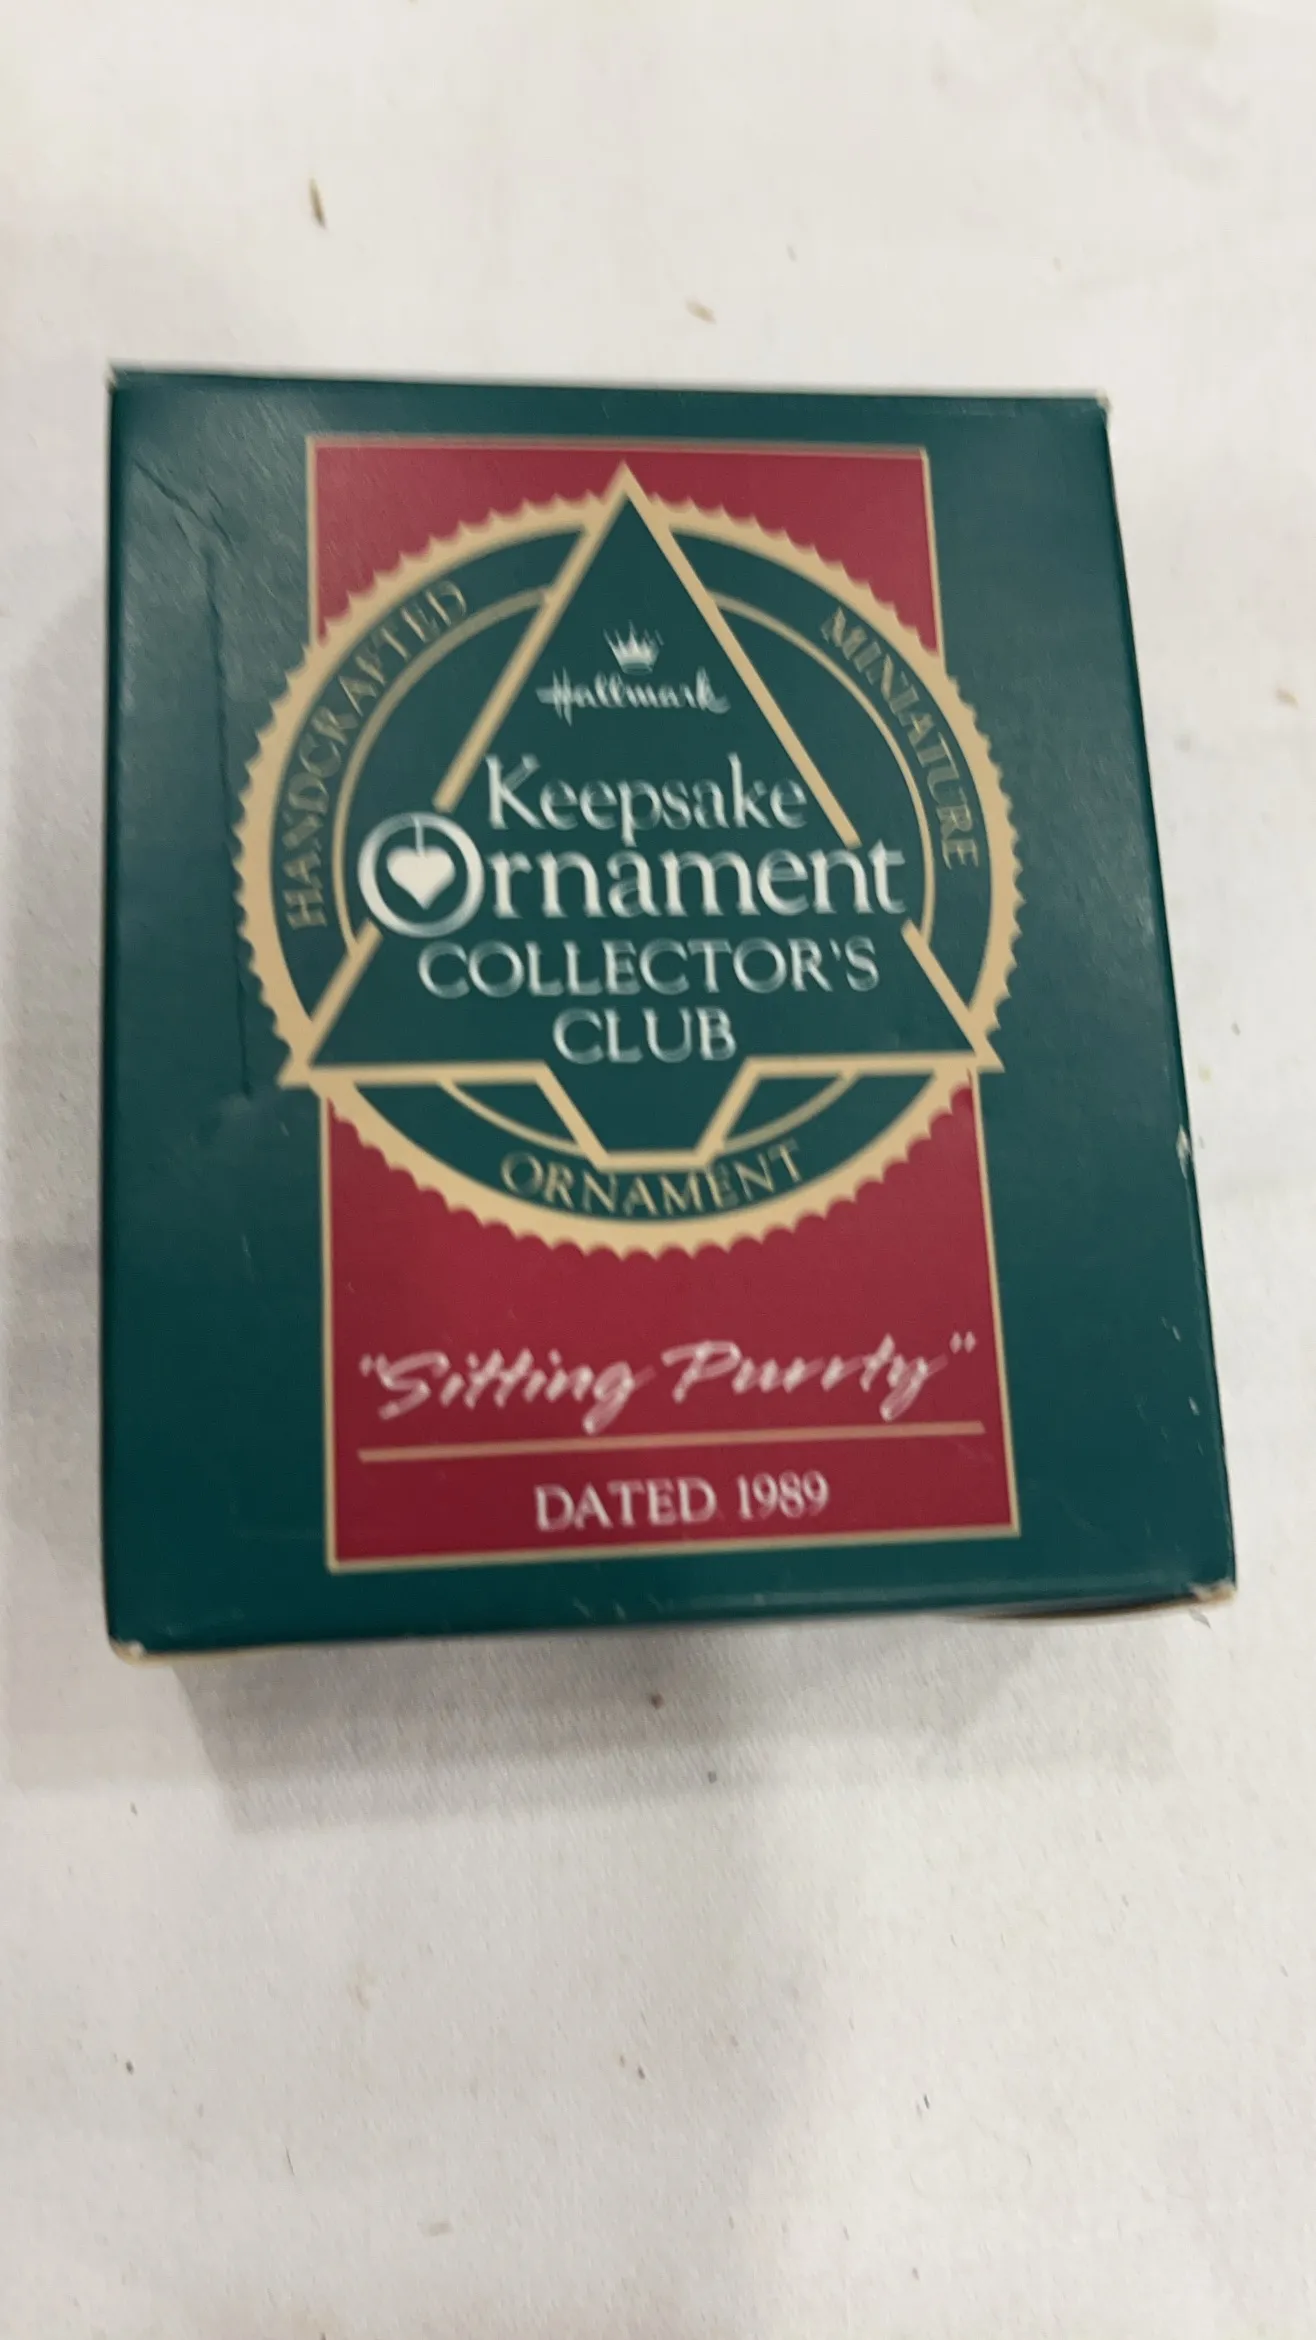 HANDCRAFTED
MINIATURE
Hallmark
Keepsake
Ornament
COLLECTOR'S
CLUB
ORNAMENT
"Sitting Purrty"
DATED 1989